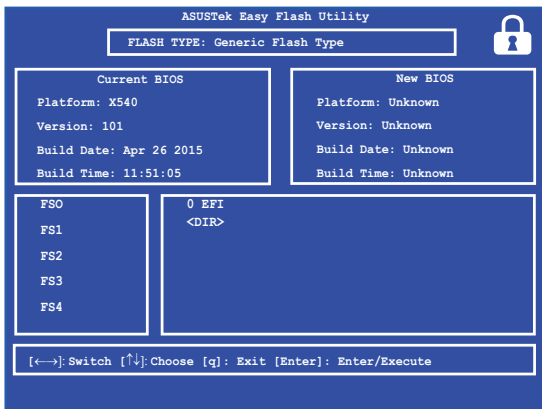 ASUSTek Easy Flash Utility
FLASH TYPE: Generic Flash Type
Current BIOS
Platform: X540
Version: 101
Build Date: Apr 26 2015
Build Time: 11:51:05
New BIOS
Platform: Unknown
Version: Unknown
Build Date: Unknown
Build Time: Unknown
FSO
FS1
FS2
FS3
FS4
0 EFI
<DIR>
[←→]: Switch [↑↓]: Choose [q]: Exit [Enter]: Enter/Execute